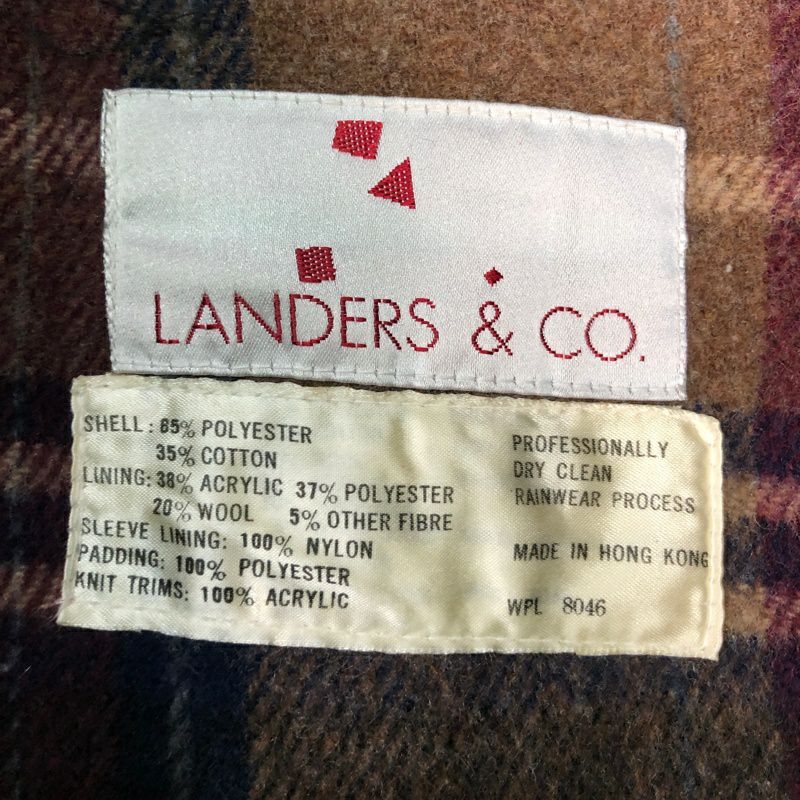 LANDERS & CO.
SHELL: 65% POLYESTER
35% COTTON
LINING: 38% ACRYLIC 37% POLYESTER
20% WOOL 5% OTHER FIBRE
SLEEVE LINING: 100% NYLON
PADDING: 100% POLYESTER
KNIT TRIMS: 100% ACRYLIC
PROFESSIONALLY
DRY CLEAN
RAINWEAR PROCESS
MADE IN HONG KONG
WPL 8046